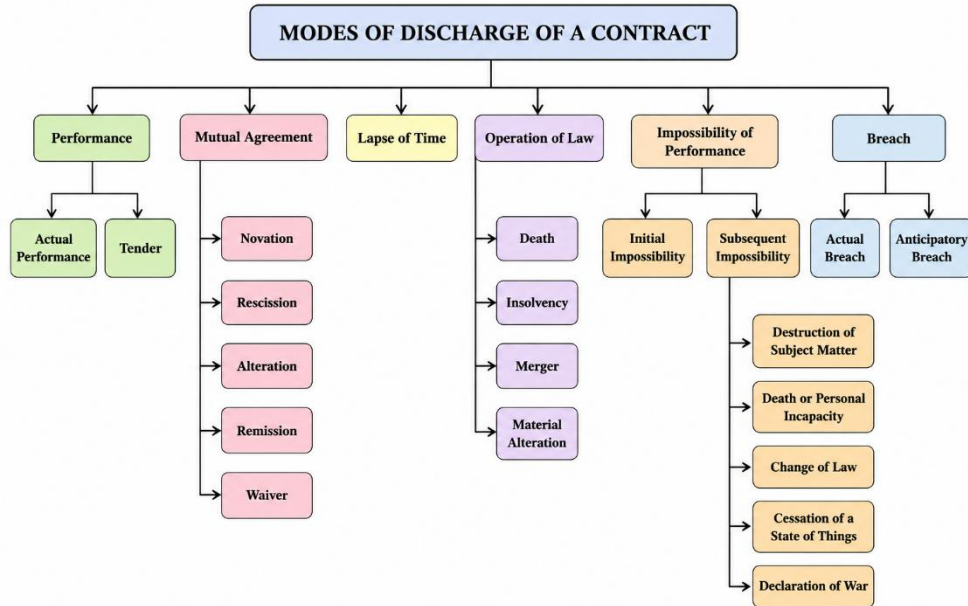 MODES OF DISCHARGE OF A CONTRACT
Performance
Mutual Agreement
Lapse of Time
Operation of Law
Impossibility of
Performance
Breach
Actual
Performance
Tender
Novation
Rescission
Alteration
Remission
Waiver
Death
Insolvency
Merger
Material
Alteration
Initial
Impossibility
Subsequent
Impossibility
Destruction of
Subject Matter
Death or Personal
Incapacity
Change of Law
Cessation of a
State of Things
Declaration of War
Actual
Breach
Anticipatory
Breach